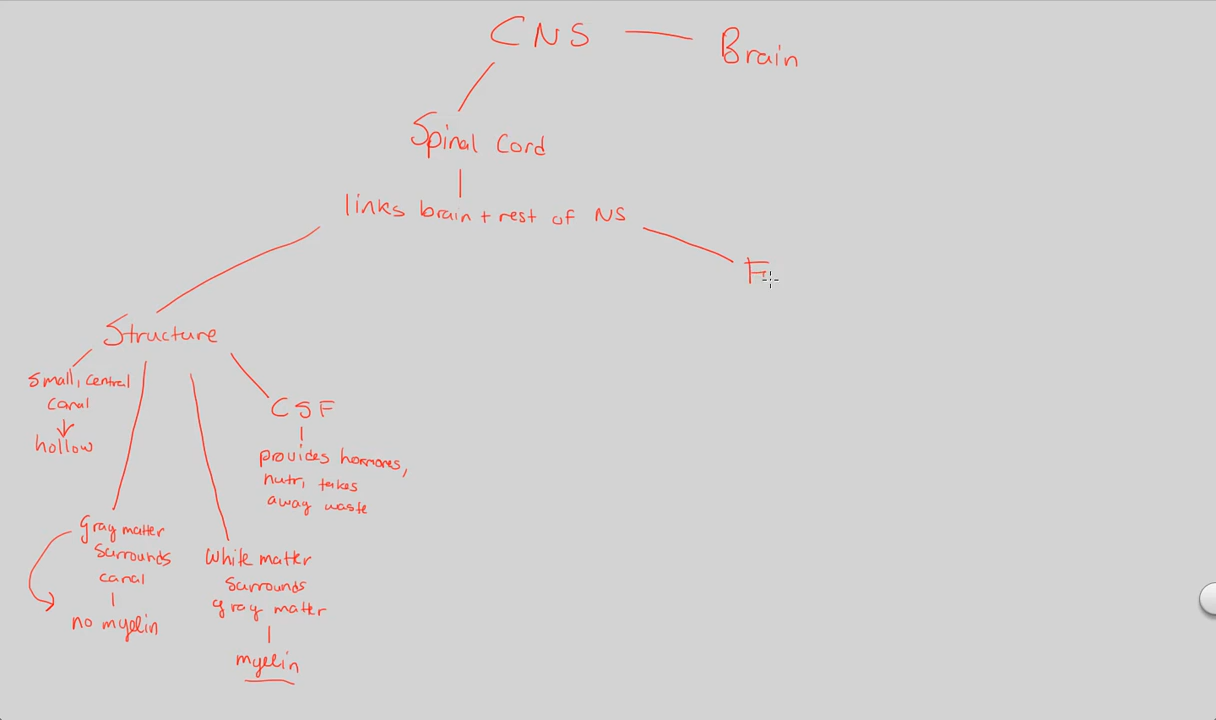 CNS — Brain
Spinal Cord
links brain + rest of NS
F
Structure
small, central
canal
hollow
CSF
provides hormones,
nutr, takes
away waste
gray matter
surrounds
canal
no myelin
white matter
surrounds
gray matter
myelin